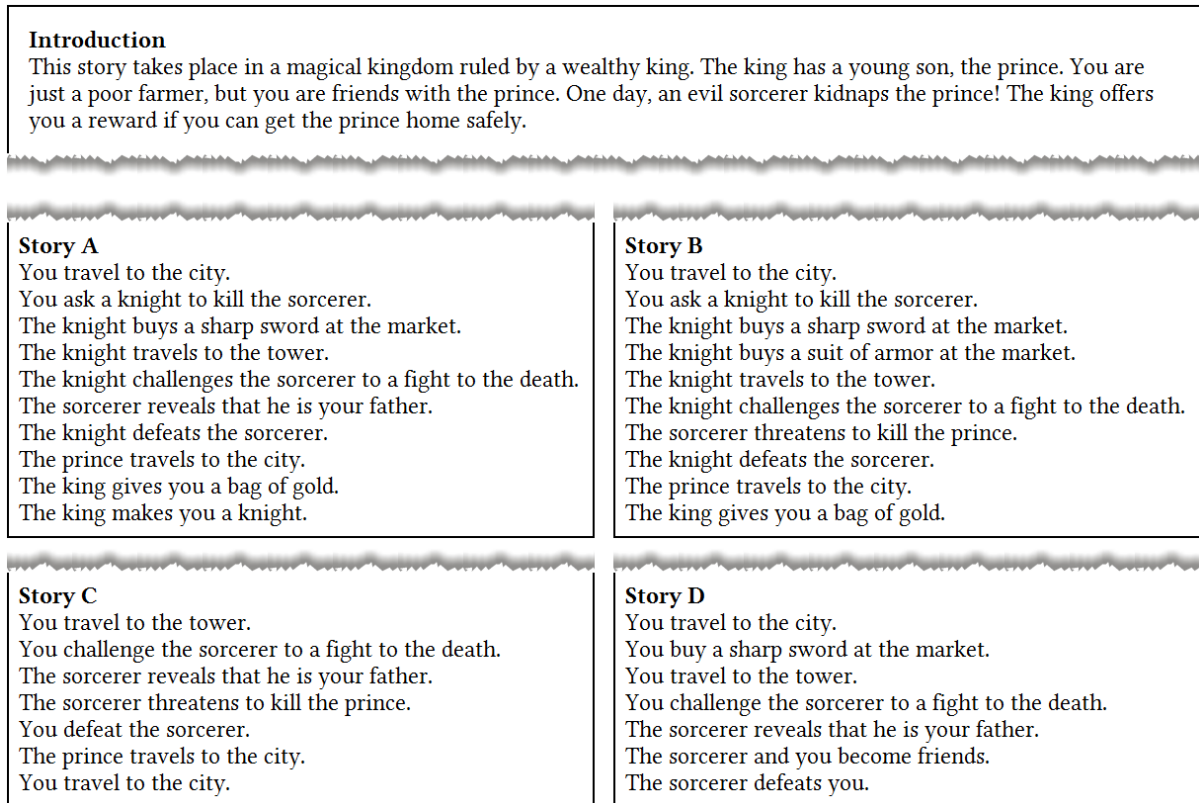 Introduction
This story takes place in a magical kingdom ruled by a wealthy king. The king has a young son, the prince. You are
just a poor farmer, but you are friends with the prince. One day, an evil sorcerer kidnaps the prince! The king offers
you a reward if you can get the prince home safely.
Story A
You travel to the city.
You ask a knight to kill the sorcerer.
The knight buys a sharp sword at the market.
The knight travels to the tower.
The knight challenges the sorcerer to a fight to the death.
The sorcerer reveals that he is your father.
The knight defeats the sorcerer.
The prince travels to the city.
The king gives you a bag of gold.
The king makes you a knight.
Story B
You travel to the city.
You ask a knight to kill the sorcerer.
The knight buys a sharp sword at the market.
The knight buys a suit of armor at the market.
The knight travels to the tower.
The knight challenges the sorcerer to a fight to the death.
The sorcerer threatens to kill the prince.
The knight defeats the sorcerer.
The prince travels to the city.
The king gives you a bag of gold.
Story C
You travel to the tower.
You challenge the sorcerer to a fight to the death.
The sorcerer reveals that he is your father.
The sorcerer threatens to kill the prince.
You defeat the sorcerer.
The prince travels to the city.
You travel to the city.
Story D
You travel to the city.
You buy a sharp sword at the market.
You travel to the tower.
You challenge the sorcerer to a fight to the death.
The sorcerer reveals that he is your father.
The sorcerer and you become friends.
The sorcerer defeats you.